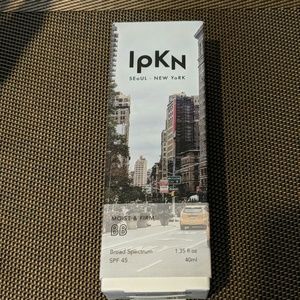 IPKN
SEoUL · NEW YoRK
MOIST & FIRM
BB
Broad Spectrum
SPF 45
1.35 fl oz
40ml